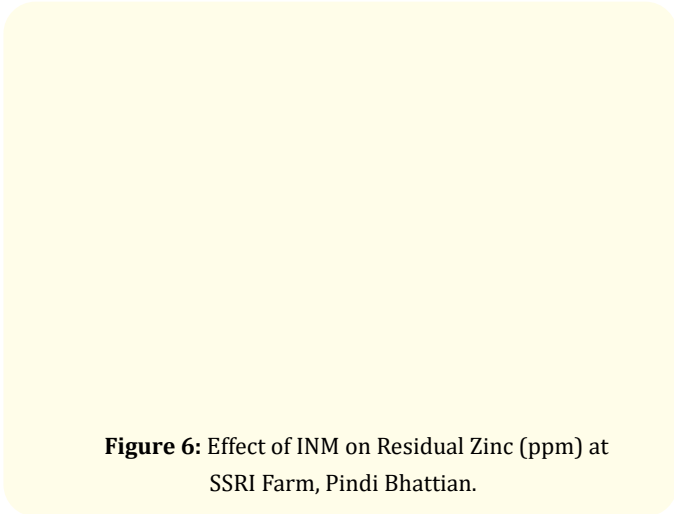 Figure 6: Effect of INM on Residual Zinc (ppm) at
SSRI Farm, Pindi Bhattian.